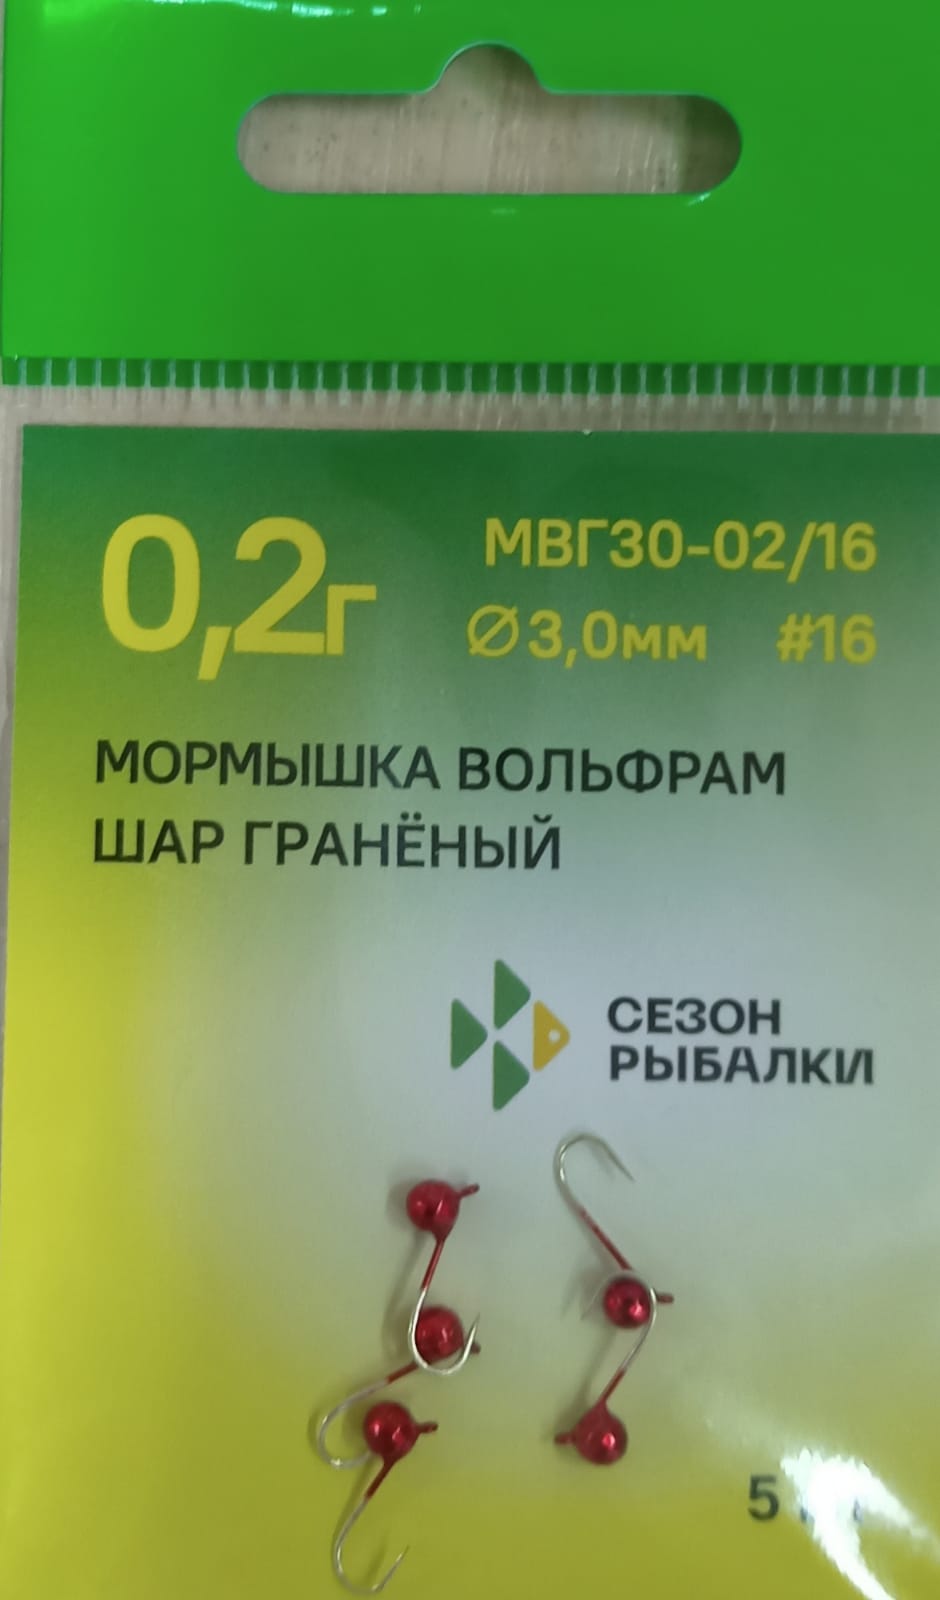 0,2г
МВГ30-02/16
Ø3,0мм #16
МОРМЫШКА ВОЛЬФРАМ
ШАР ГРАНЁНЫЙ
СЕЗОН
РЫБАЛКИ
5